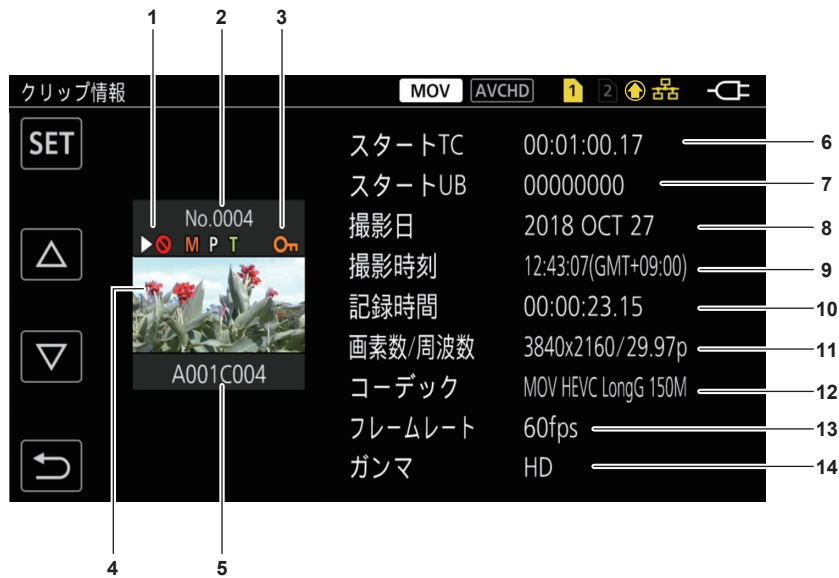 1 2 3
クリップ情報 MOV AVCHD 1 2
SET
No.0004
M P T
A001C004
スタートTC 00:01:00.17 6
スタートUB 00000000 7
撮影日 2018 OCT 27 8
撮影時刻 12:43:07(GMT+09:00) 9
記録時間 00:00:23.15 10
画素数/周波数 3840x2160/29.97p 11
コーデック MOV HEVC LongG 150M 12
フレームレート 60fps 13
ガンマ HD 14
4 5